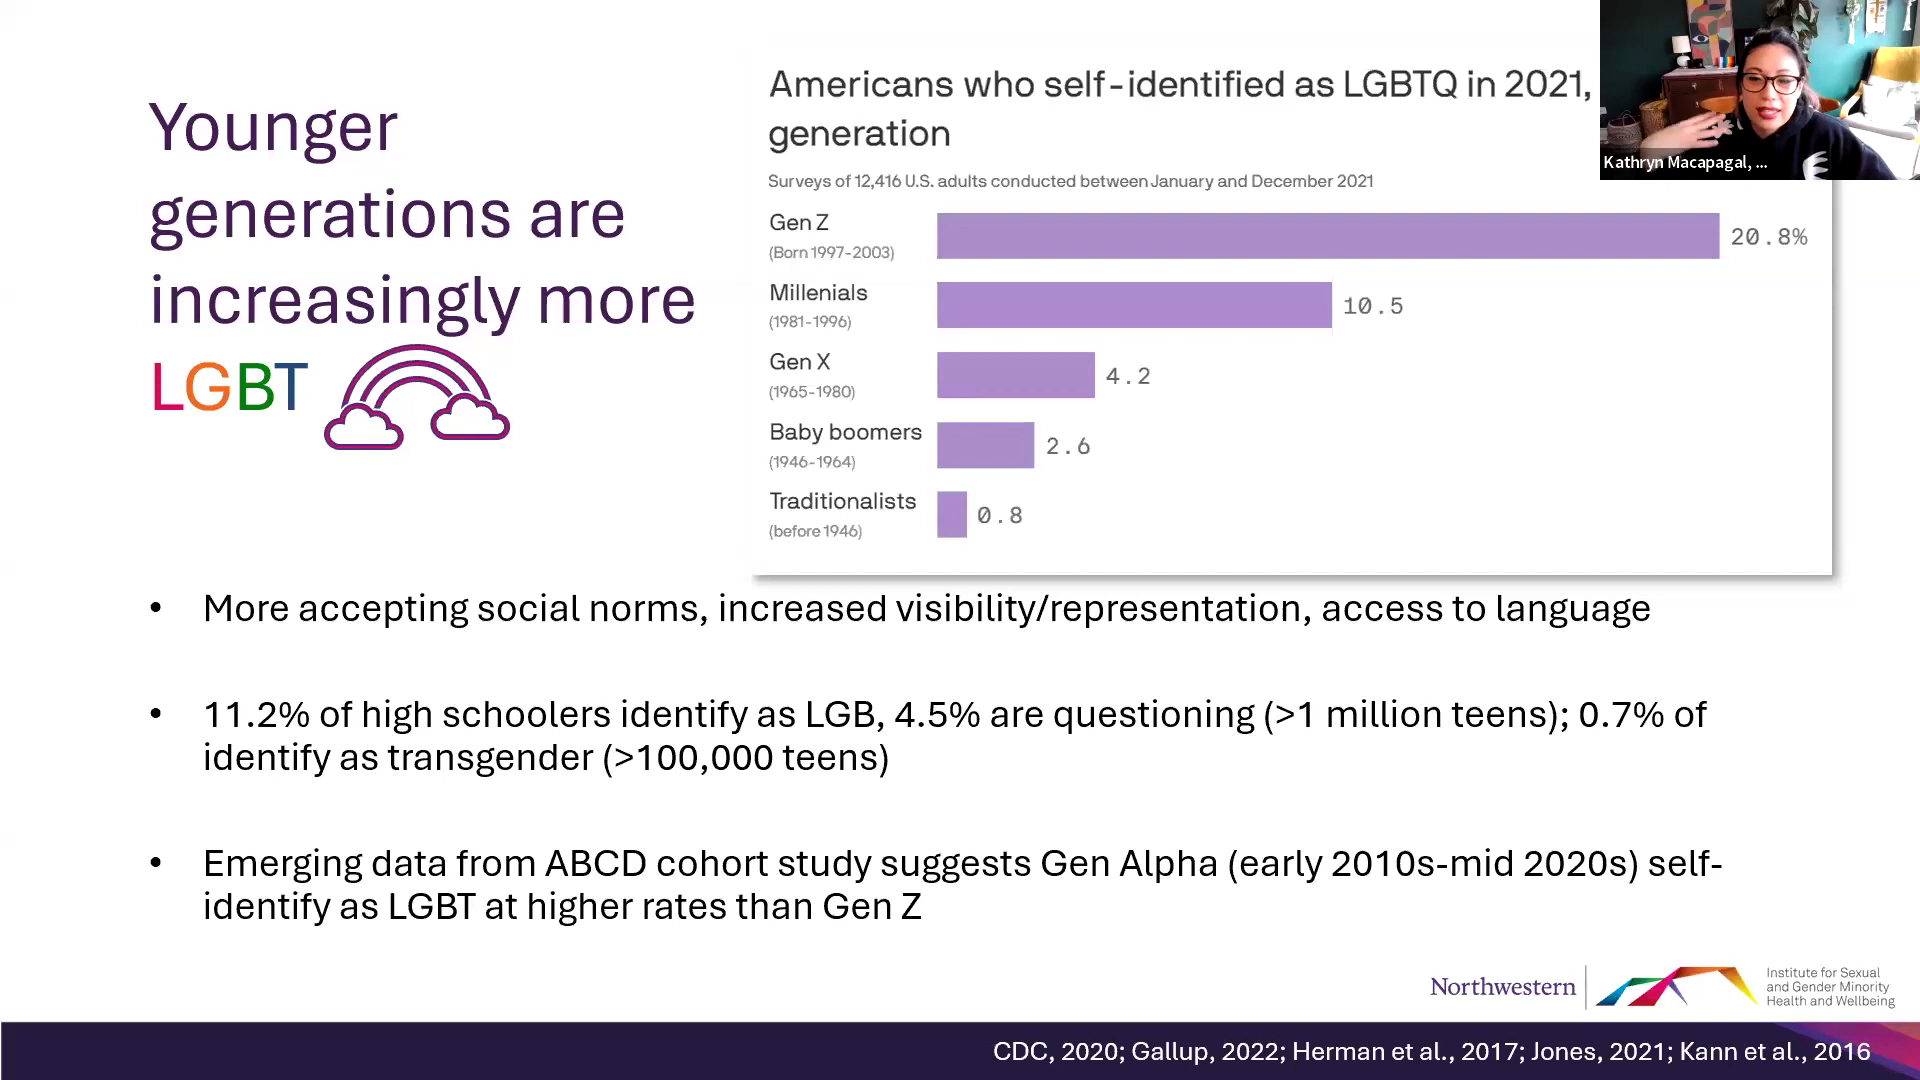 Younger
generations are
increasingly more
LGBT
Americans who self-identified as LGBTQ in 2021,
generation
Surveys of 12,416 U.S. adults conducted between January and December 2021
Gen Z
(Born 1997-2003)
20.8%
Millenials
(1981-1996)
10.5
Gen X
(1965-1980)
4.2
Baby boomers
(1946-1964)
2.6
Traditionalists
(before 1946)
0.8
Kathryn Macapagal, ...
• More accepting social norms, increased visibility/representation, access to language
• 11.2% of high schoolers identify as LGB, 4.5% are questioning (>1 million teens); 0.7% of
identify as transgender (>100,000 teens)
• Emerging data from ABCD cohort study suggests Gen Alpha (early 2010s-mid 2020s) self-
identify as LGBT at higher rates than Gen Z
Northwestern
Institute for Sexual
and Gender Minority
Health and Wellbeing
CDC, 2020; Gallup, 2022; Herman et al., 2017; Jones, 2021; Kann et al., 2016